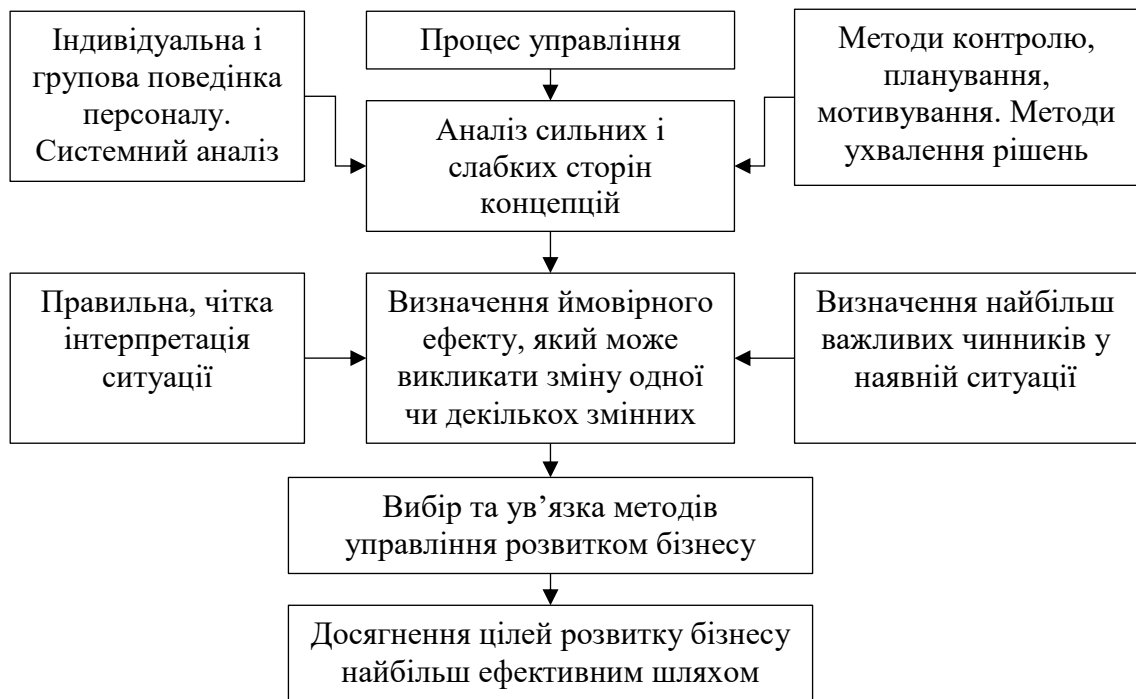 Індивідуальна і
групова поведінка
персоналу.
Системний аналіз
Процес управління
Методи контролю,
планування,
мотивування. Методи
ухвалення рішень
Аналіз сильних і
слабких сторін
концепцій
Правильна, чітка
інтерпретація
ситуації
Визначення ймовірного
ефекту, який може
викликати зміну одної
чи декількох змінних
Визначення найбільш
важливих чинників у
наявній ситуації
Вибір та ув’язка методів
управління розвитком бізнесу
Досягнення цілей розвитку бізнесу
найбільш ефективним шляхом